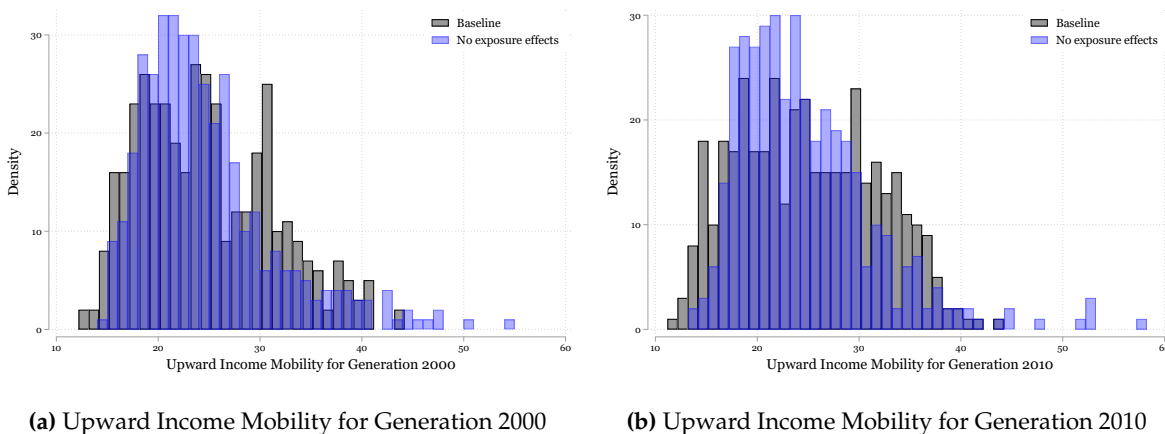 Baseline
No exposure effects
Density
30
20
10
0
10 20 30 40 50 60
Upward Income Mobility for Generation 2000
(a) Upward Income Mobility for Generation 2000
Baseline
No exposure effects
Density
30
20
10
0
10 20 30 40 50 6
Upward Income Mobility for Generation 2010
(b) Upward Income Mobility for Generation 2010